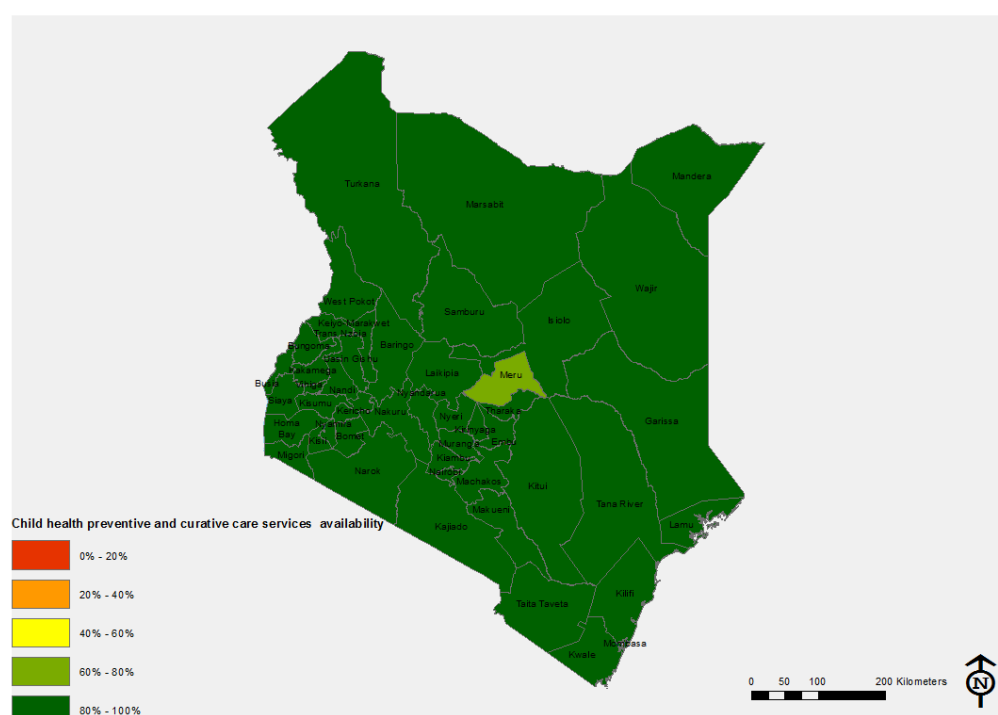 Turkana
Mandera
Marsabit
Wajir
West Pokot
Samburu
Isiolo
Keiyo-Marakwet
Trans Nzoia
Bungoma
Baringo
Uasin Gishu
Kakamega
Laikipia
Meru
Busia
Vihiga
Nandi
Nyandarua
Siaya
Kisumu
Kericho
Nakuru
Nyeri
Tharaka
Garissa
Homa
Bay
Nyamira
Kirinyaga
Kisii
Bomet
Murang'a
Embu
Migori
Narok
Kiambu
Nairobi
Machakos
Kitui
Makueni
Tana River
Kajiado
Lamu
Child health preventive and curative care services availability
0% - 20%
20% - 40%
40% - 60%
60% - 80%
80% - 100%
Taita Taveta
Kilifi
Mombasa
Kwale
0 50 100 200 Kilometers
N